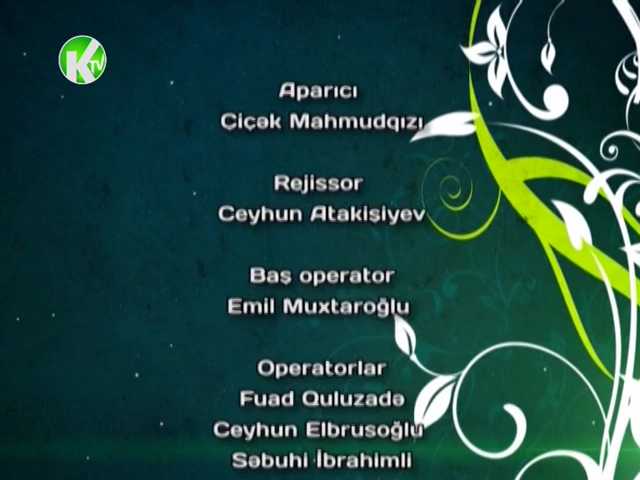 KTV
Aparıcı
Çiçək Mahmudqızı
Rejissor
Ceyhun Atakişiyev
Baş operator
Emil Muxtaroğlu
Operatorlar
Fuad Quluzadə
Ceyhun Elbrusoğlu
Səbuhi İbrahimli